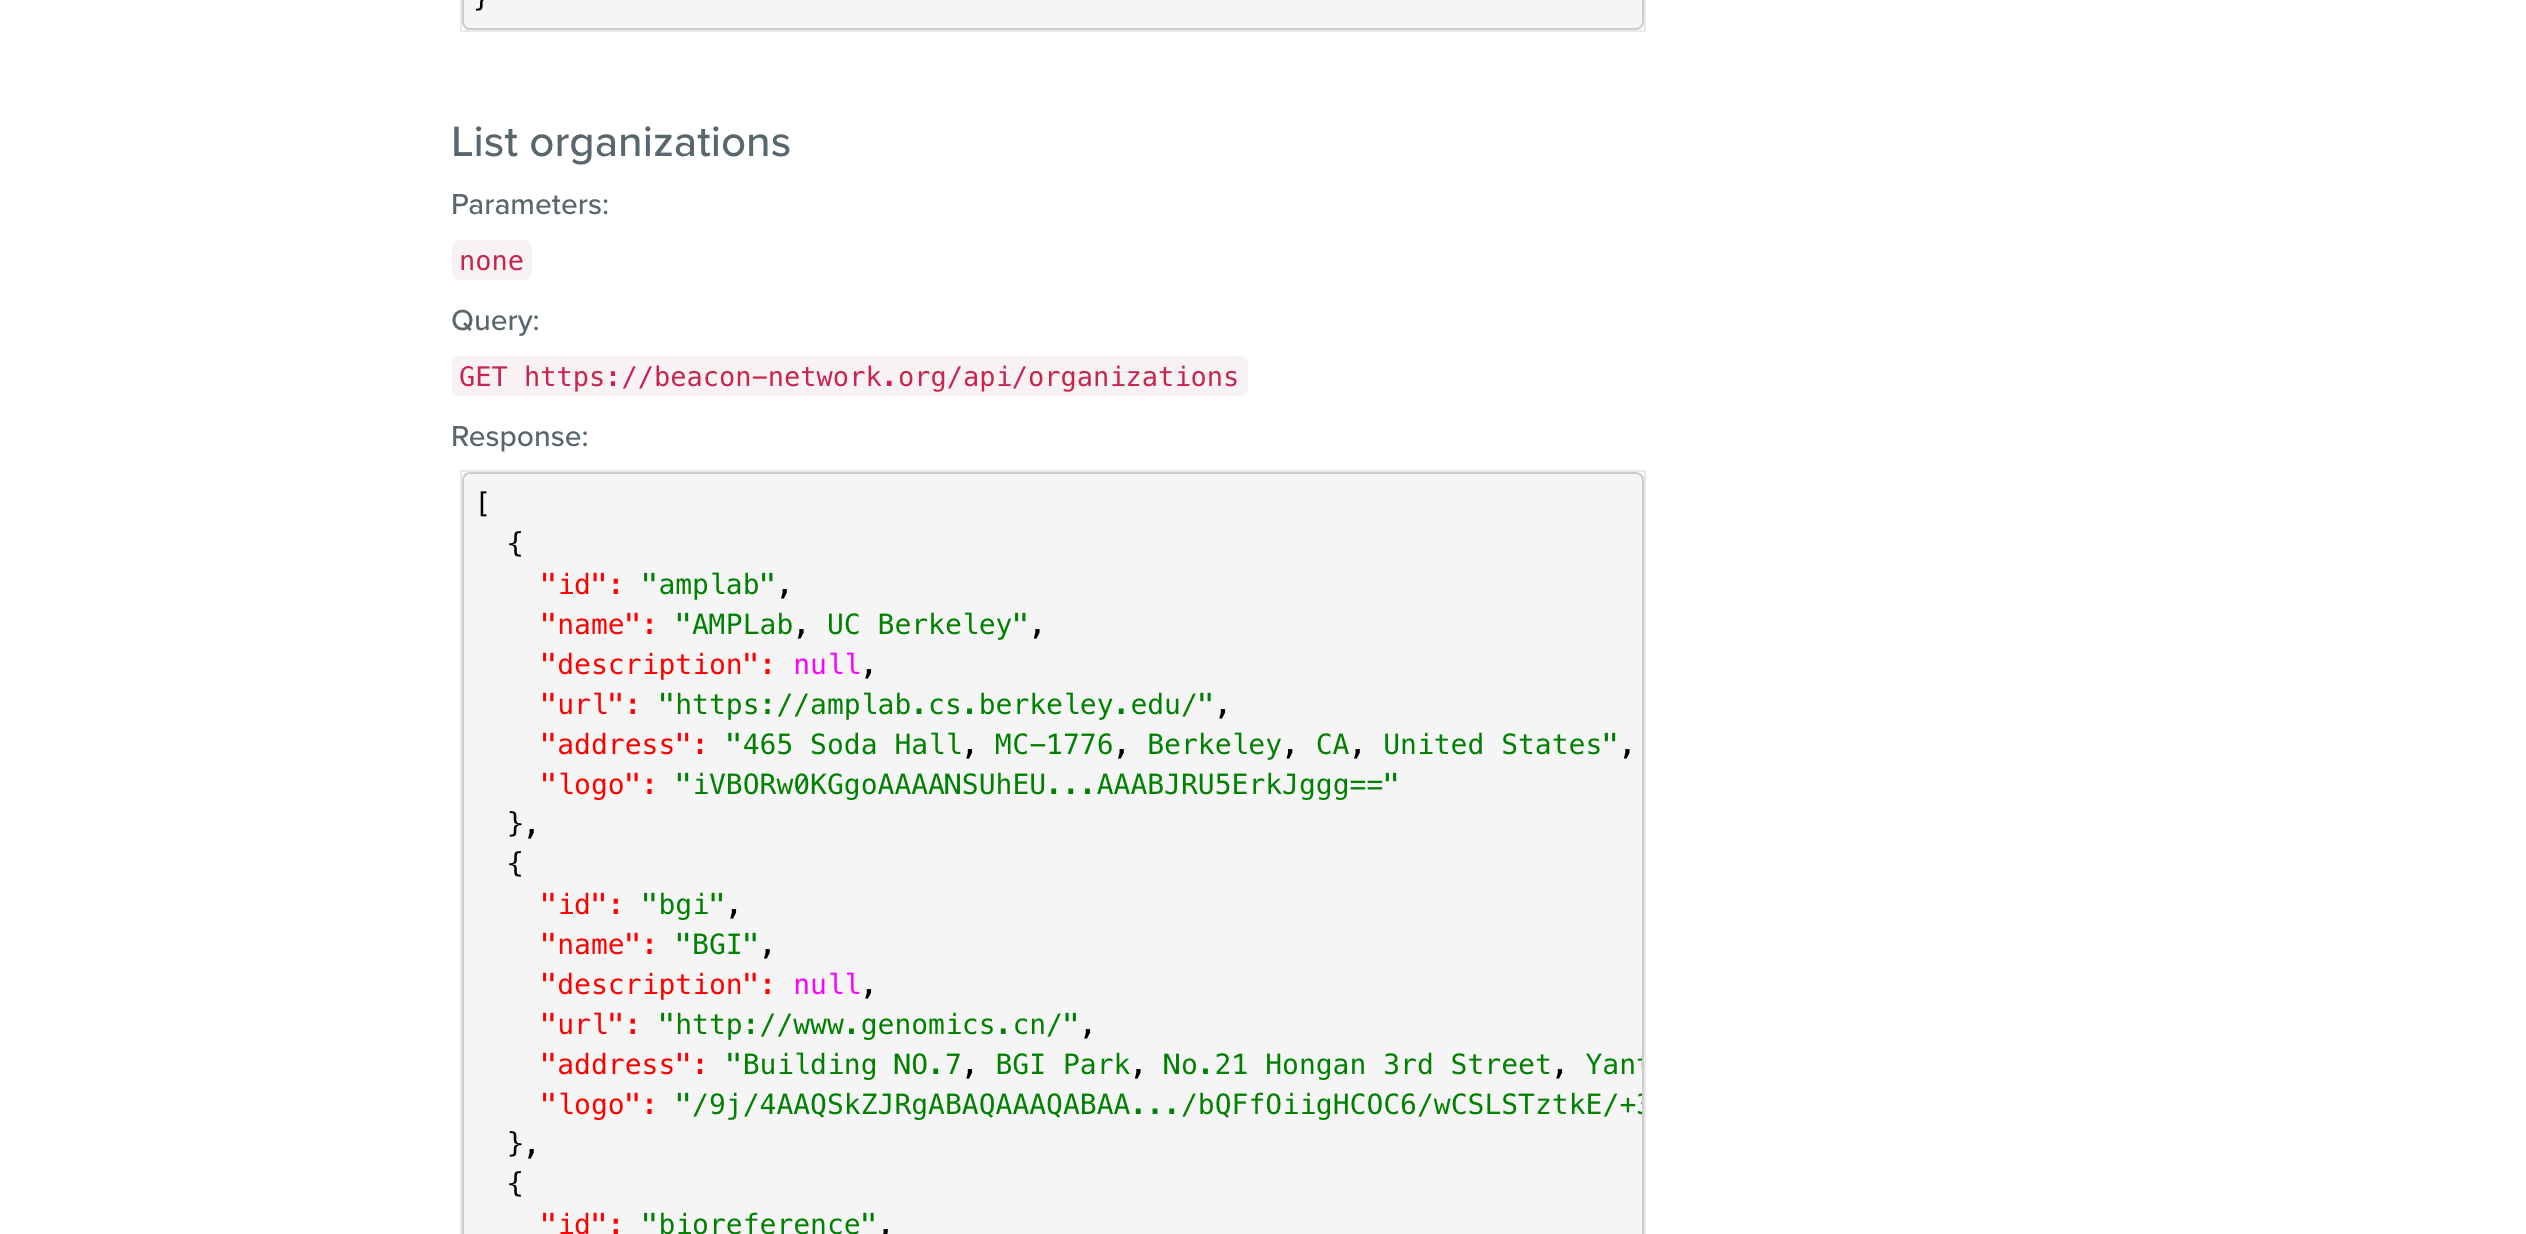 }
List organizations
Parameters:
none
Query:
GET https://beacon-network.org/api/organizations
Response:
[
  {
    "id": "amplab",
    "name": "AMPLab, UC Berkeley",
    "description": null,
    "url": "https://amplab.cs.berkeley.edu/",
    "address": "465 Soda Hall, MC-1776, Berkeley, CA, United States",
    "logo": "iVBORw0KGgoAAAANSUhEU...AAABJRU5ErkJggg=="
  },
  {
    "id": "bgi",
    "name": "BGI",
    "description": null,
    "url": "http://www.genomics.cn/",
    "address": "Building NO.7, BGI Park, No.21 Hongan 3rd Street,
    "logo": "/9j/4AAQSkZJRgABAQAAAQABAA.../bQFfOiigHCOC6/wCSLSTztkE/+
  },
  {
    "id": "bioreference",